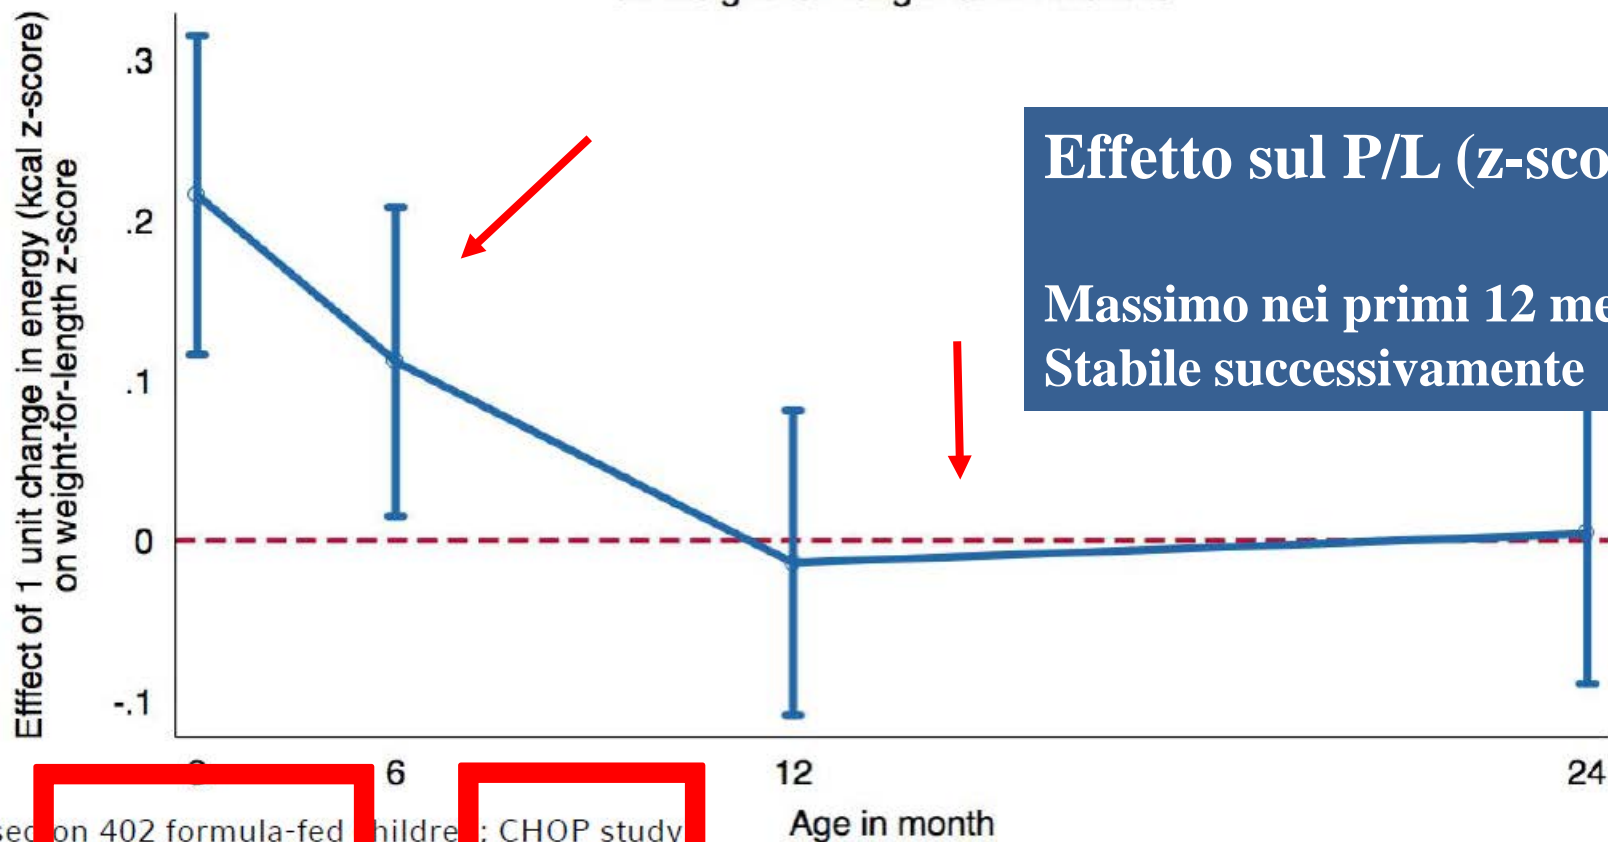 Efffect of 1 unit change in energy (kcal z-score)
on weight-for-length z-score
.3
.2
.1
0
-.1
Effetto sul P/L (z-sco
Massimo nei primi 12 me
Stabile successivamente
6
12
24
Age in month
on 402 formula-fed hildre ; CHOP study